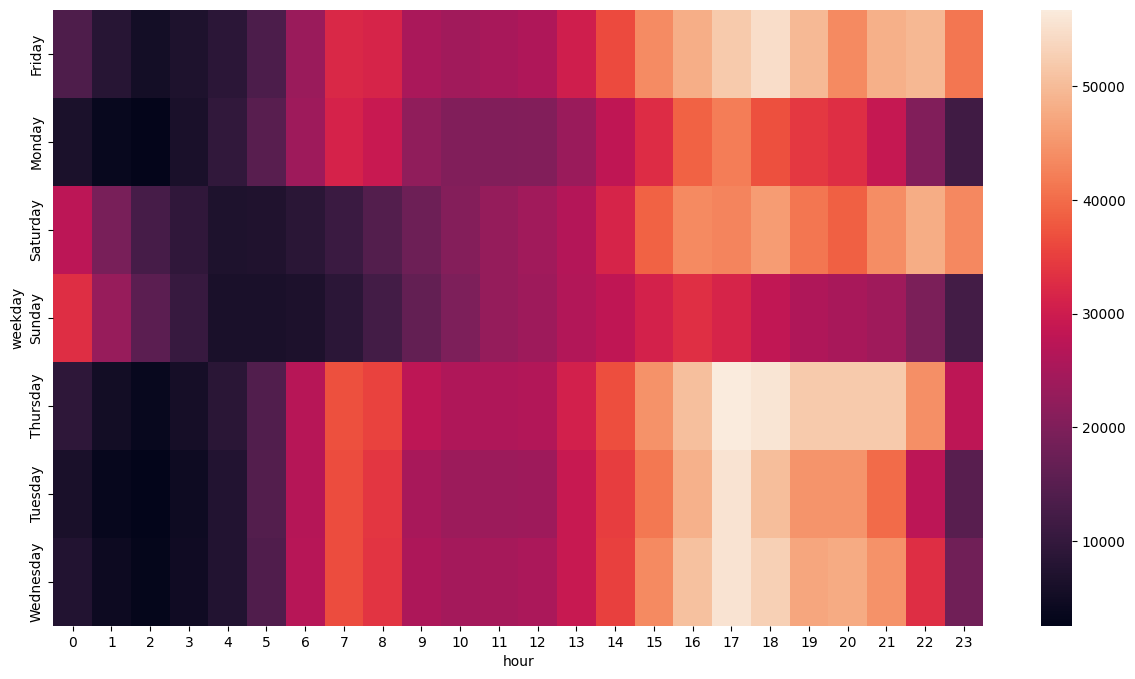 weekday
Friday
Monday
Saturday
Sunday
Thursday
Tuesday
Wednesday
0 1 2 3 4 5 6 7 8 9 10 11 12 13 14 15 16 17 18 19 20 21 22 23
hour
50000
40000
30000
20000
10000